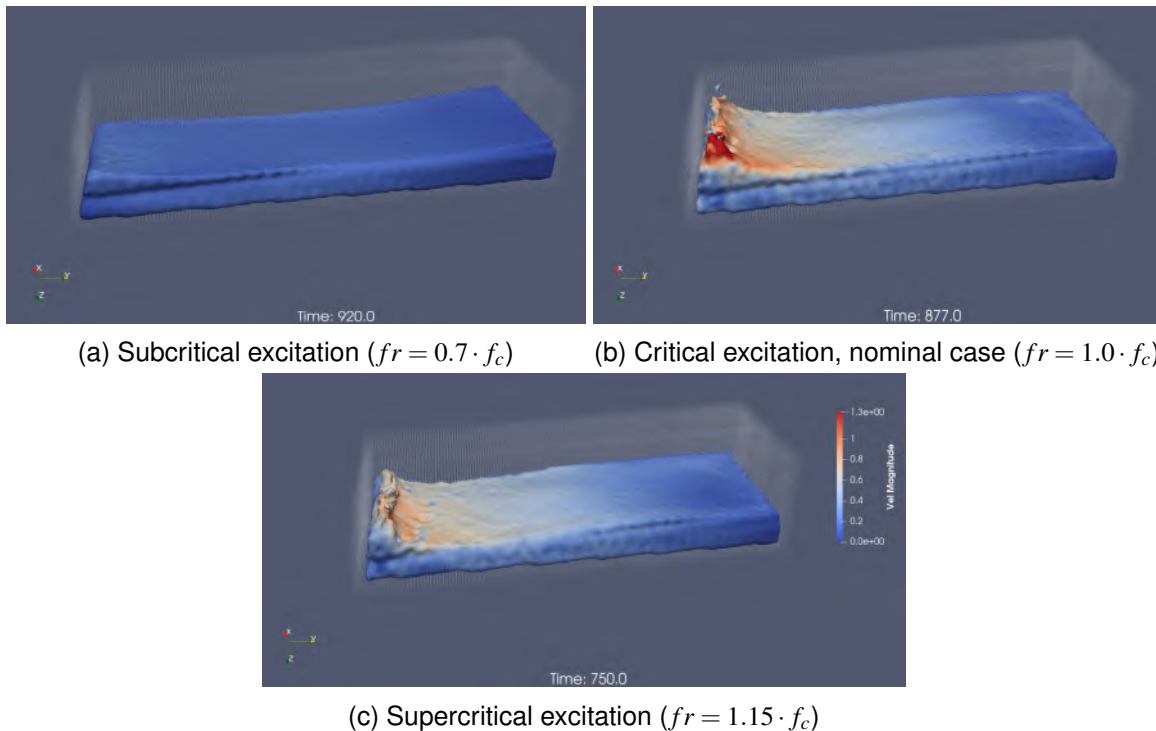 X
Y
Z
Time: 920.0
X
Y
Z
Time: 877.0
(a) Subcritical excitation (fr = 0.7 · f_c)
(b) Critical excitation, nominal case (fr = 1.0 · f_c)
1.3e+00
1
0.8
0.6
0.4
0.2
0.0e+00
Vel Magnitude
X
Y
Z
Time: 750.0
(c) Supercritical excitation (fr = 1.15 · f_c)